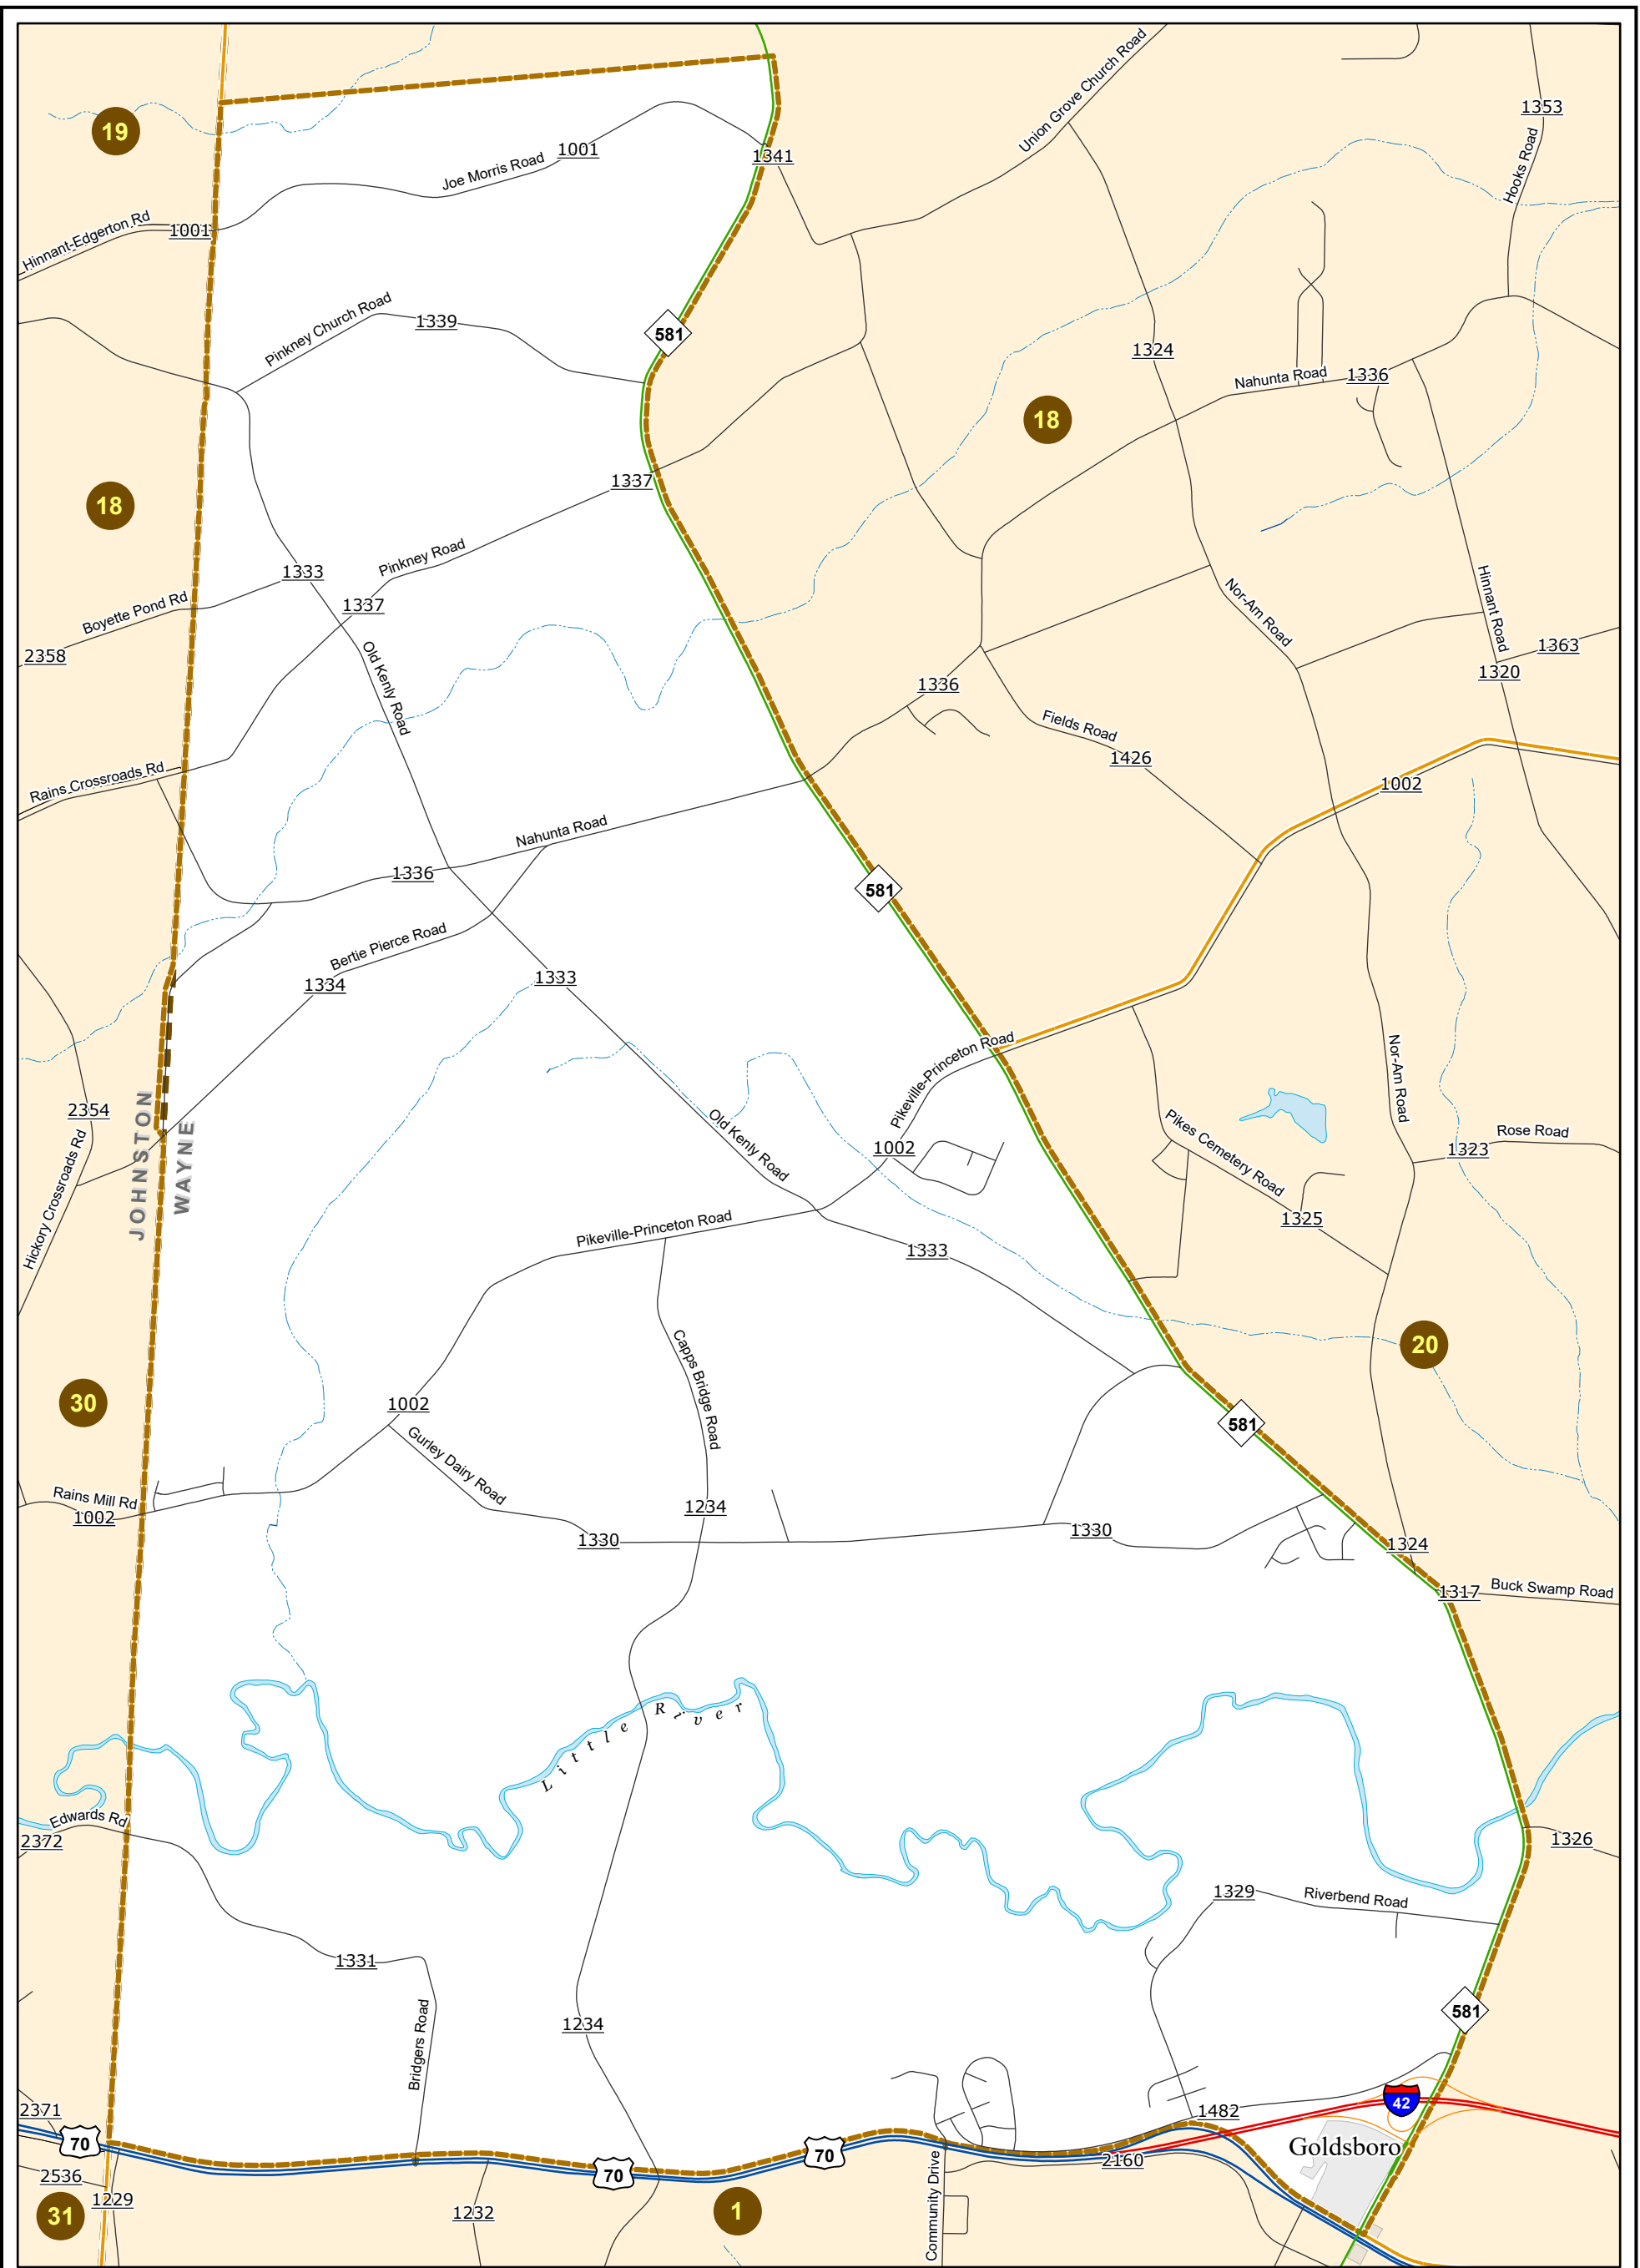 Union Grove Church Road
1353
19
Hooks Road
1001
1341
Joe Morris Road
Hinnant-Edgerton Rd
1001
Pinkney Church Road
1339
581
1324
Nahunta Road
1336
18
1337
18
Pinkney Road
1333
1337
Boyette Pond Rd
2358
Nor-Am Road
Hinnant Road
1363
1320
Old Kenly Road
1336
Fields Road
1426
Rains Crossroads Rd
1002
Nahunta Road
1336
581
Bertie Pierce Road
1334
1333
Pikeville-Princeton Road
Nor-Am Road
2354
JOHNSTON
WAYNE
Old Kenly Road
1002
Pikes Cemetery Road
1323
Rose Road
Hickory Crossroads Rd
Pikeville-Princeton Road
1325
1333
Capps Bridge Road
20
30
1002
581
Gurley Dairy Road
Rains Mill Rd
1002
1234
1330
1330
1324
1317
Buck Swamp Road
Little River
Edwards Rd
2372
1326
1329
Riverbend Road
1331
581
1234
Bridgers Road
2371
42
1482
70
70
70
Goldsboro
2160
2536
1229
31
1232
1
Community Drive